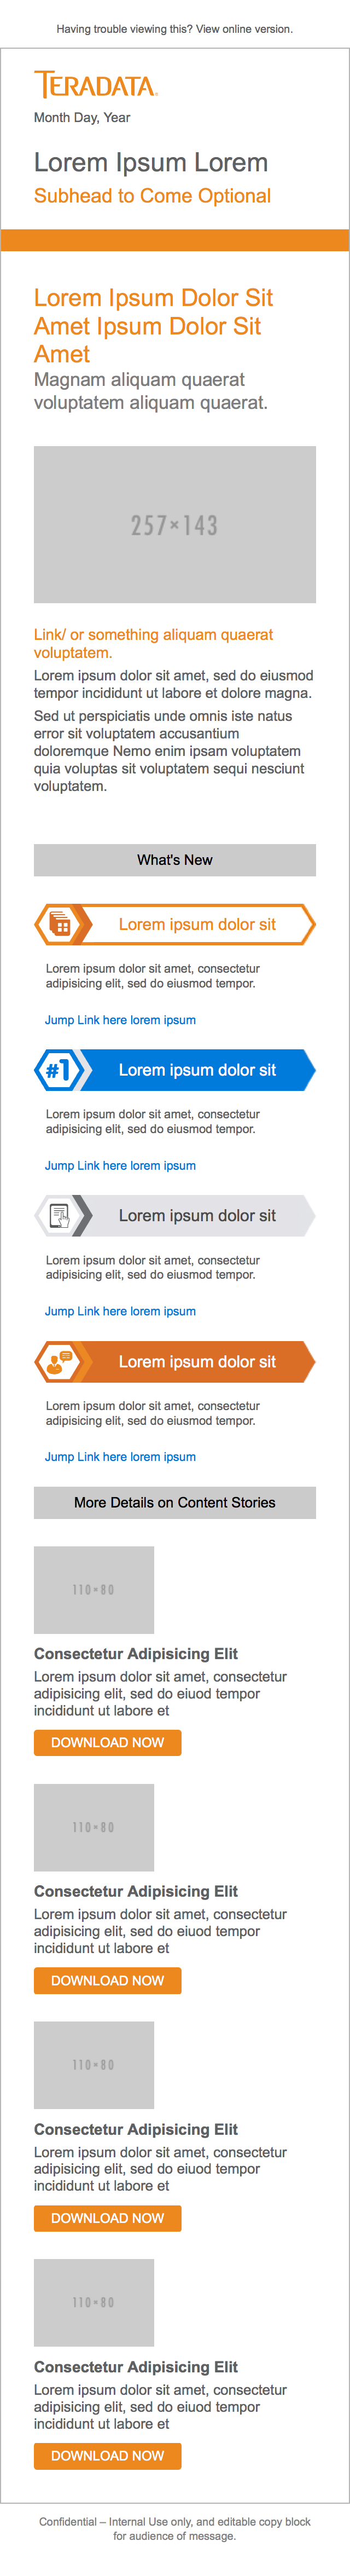 Having trouble viewing this? View online version.
TERADATA
Month Day, Year
Lorem Ipsum Lorem
Subhead to Come Optional
Lorem Ipsum Dolor Sit
Amet Ipsum Dolor Sit
Amet
Magnam aliquam quaerat
voluptatem aliquam quaerat.
257×143
Link/ or something aliquam quaerat
voluptatem.
Lorem ipsum dolor sit amet, sed do eiusmod
tempor incididunt ut labore et dolore magna.
Sed ut perspiciatis unde omnis iste natus
error sit voluptatem accusantium
doloremque Nemo enim ipsam voluptatem
quia voluptas sit voluptatem sequi nesciunt
voluptatem.
What's New
Lorem ipsum dolor sit
Lorem ipsum dolor sit amet, consectetur
adipisicing elit, sed do eiusmod tempor.
Jump Link here lorem ipsum
#1 Lorem ipsum dolor sit
Lorem ipsum dolor sit amet, consectetur
adipisicing elit, sed do eiusmod tempor.
Jump Link here lorem ipsum
Lorem ipsum dolor sit
Lorem ipsum dolor sit amet, consectetur
adipisicing elit, sed do eiusmod tempor.
Jump Link here lorem ipsum
Lorem ipsum dolor sit
Lorem ipsum dolor sit amet, consectetur
adipisicing elit, sed do eiusmod tempor.
Jump Link here lorem ipsum
More Details on Content Stories
110×80
Consectetur Adipisicing Elit
Lorem ipsum dolor sit amet, consectetur
adipisicing elit, sed do eiuod tempor
incididunt ut labore et
DOWNLOAD NOW
110×80
Consectetur Adipisicing Elit
Lorem ipsum dolor sit amet, consectetur
adipisicing elit, sed do eiuod tempor
incididunt ut labore et
DOWNLOAD NOW
110×80
Consectetur Adipisicing Elit
Lorem ipsum dolor sit amet, consectetur
adipisicing elit, sed do eiuod tempor
incididunt ut labore et
DOWNLOAD NOW
110×80
Consectetur Adipisicing Elit
Lorem ipsum dolor sit amet, consectetur
adipisicing elit, sed do eiuod tempor
incididunt ut labore et
DOWNLOAD NOW
Confidential – Internal Use only, and editable copy block
for audience of message.